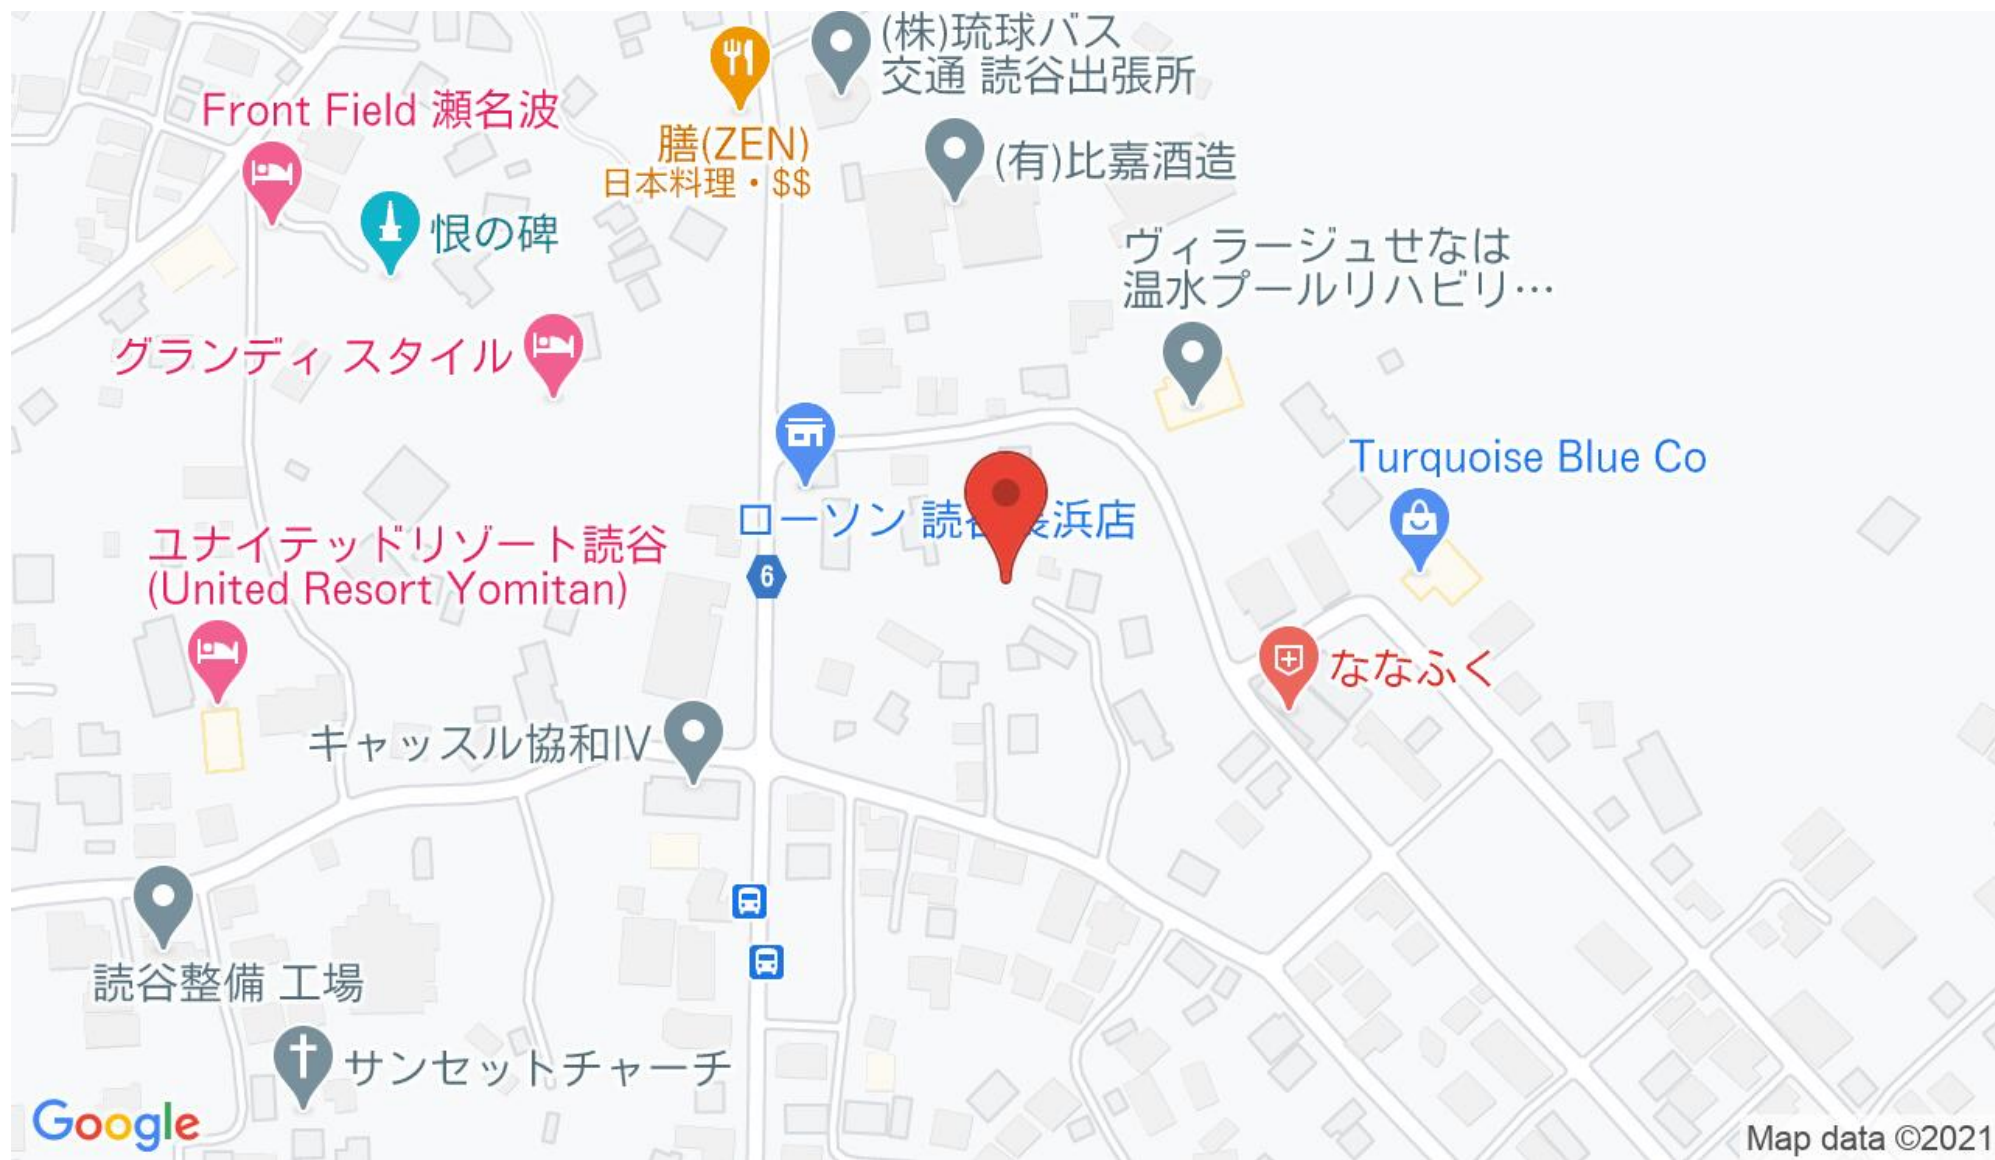 (株)琉球バス
交通 読谷出張所
Front Field 瀬名波
膳(ZEN)
日本料理・$$
(有)比嘉酒造
恨の碑
ヴィラージュせなは
温水プールリハビリ…
グランディ スタイル
Turquoise Blue Co
ローソン 読谷長浜店
ユナイテッドリゾート読谷
(United Resort Yomitan)
6
ななふく
キャッスル協和IV
読谷整備 工場
サンセットチャーチ
Google
Map data ©2021